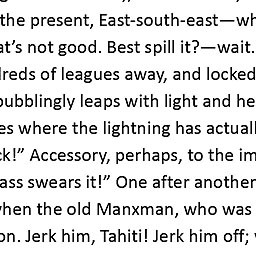 the present, East-south-east—wh
at’s not good. Best spill it?—wait.
reds of leagues away, and locked
bubblingly leaps with light and he
es where the lightning has actuall
ck!” Accessory, perhaps, to the im
ass swears it!” One after another
when the old Manxman, who was
on. Jerk him, Tahiti! Jerk him off;